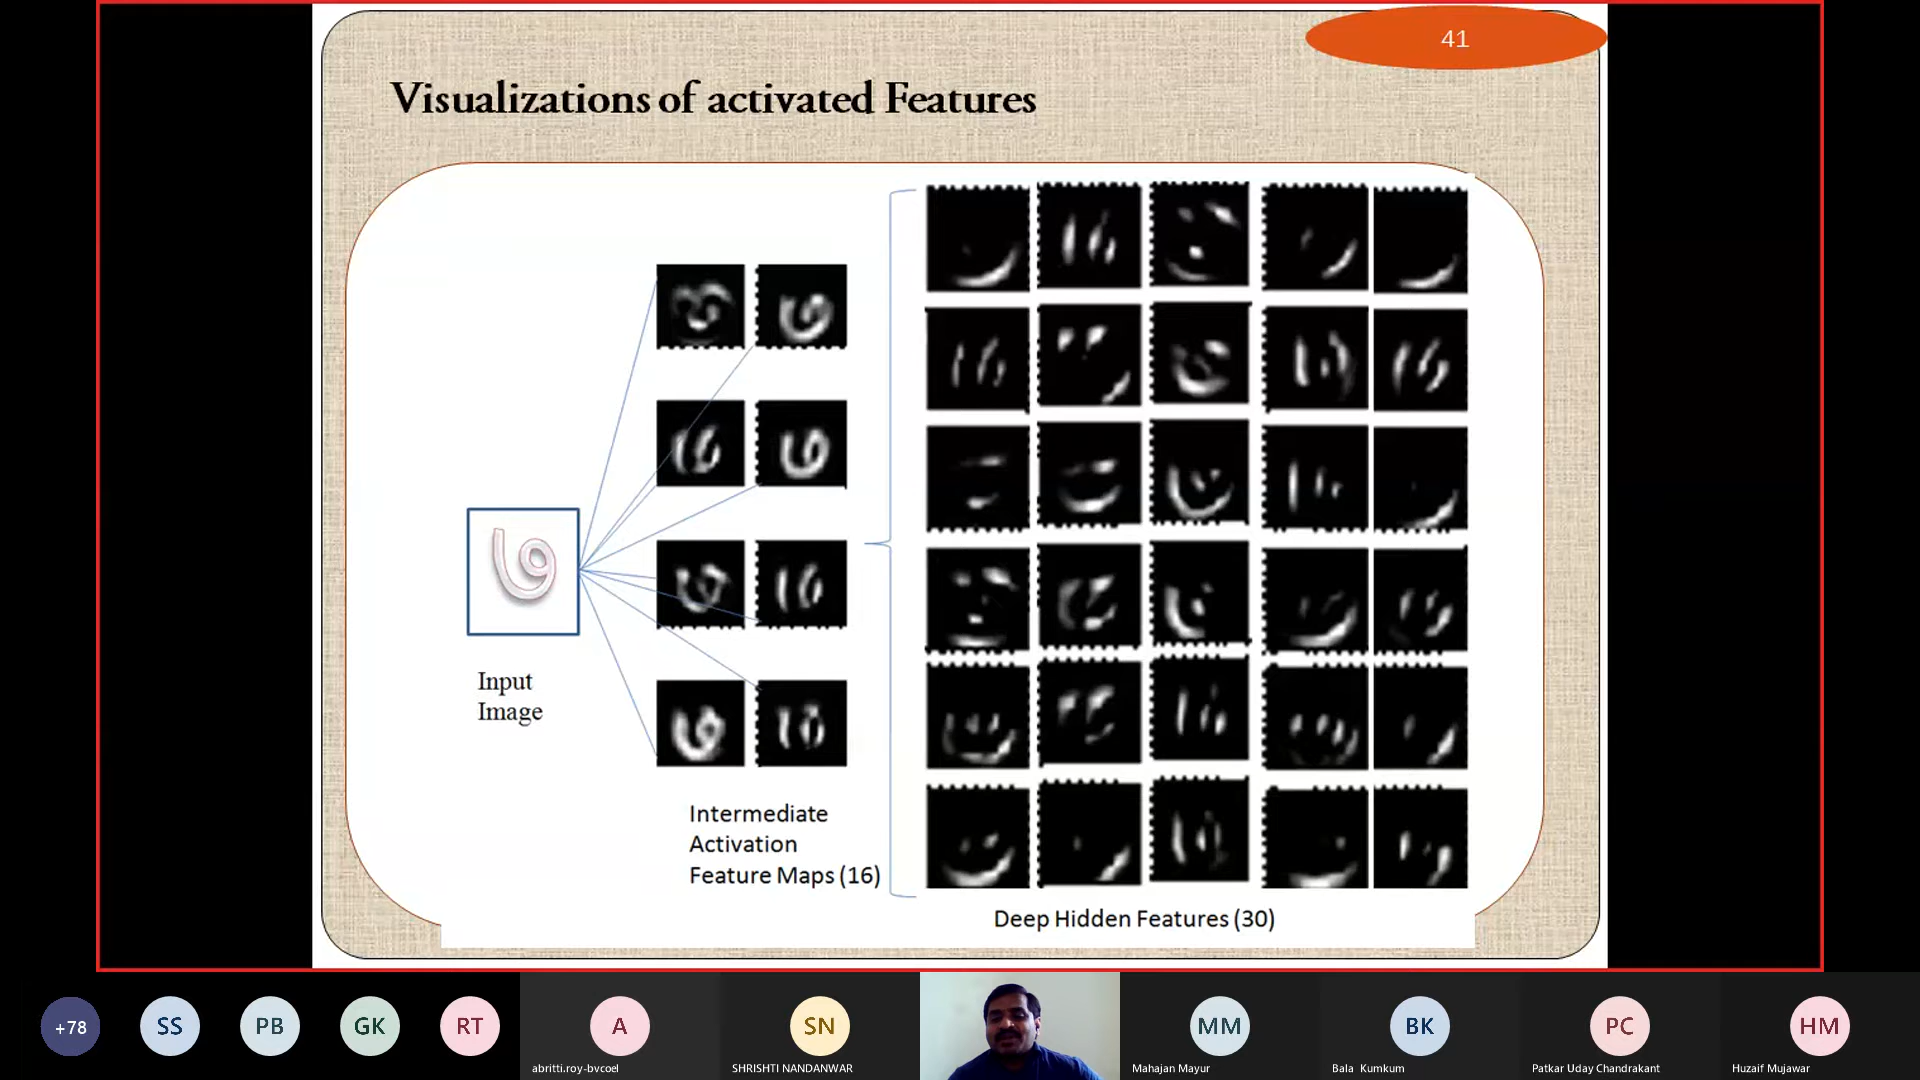 41
Visualizations of activated Features
७
Input
Image
Intermediate
Activation
Feature Maps (16)
Deep Hidden Features (30)
+78
SS
PB
GK
RT
A
SN
MM
BK
PC
HM
abritti.roy-bvcoel
SHRISHTI NANDANWAR
Mahajan Mayur
Bala Kumkum
Patkar Uday Chandrakant
Huzaif Mujawar